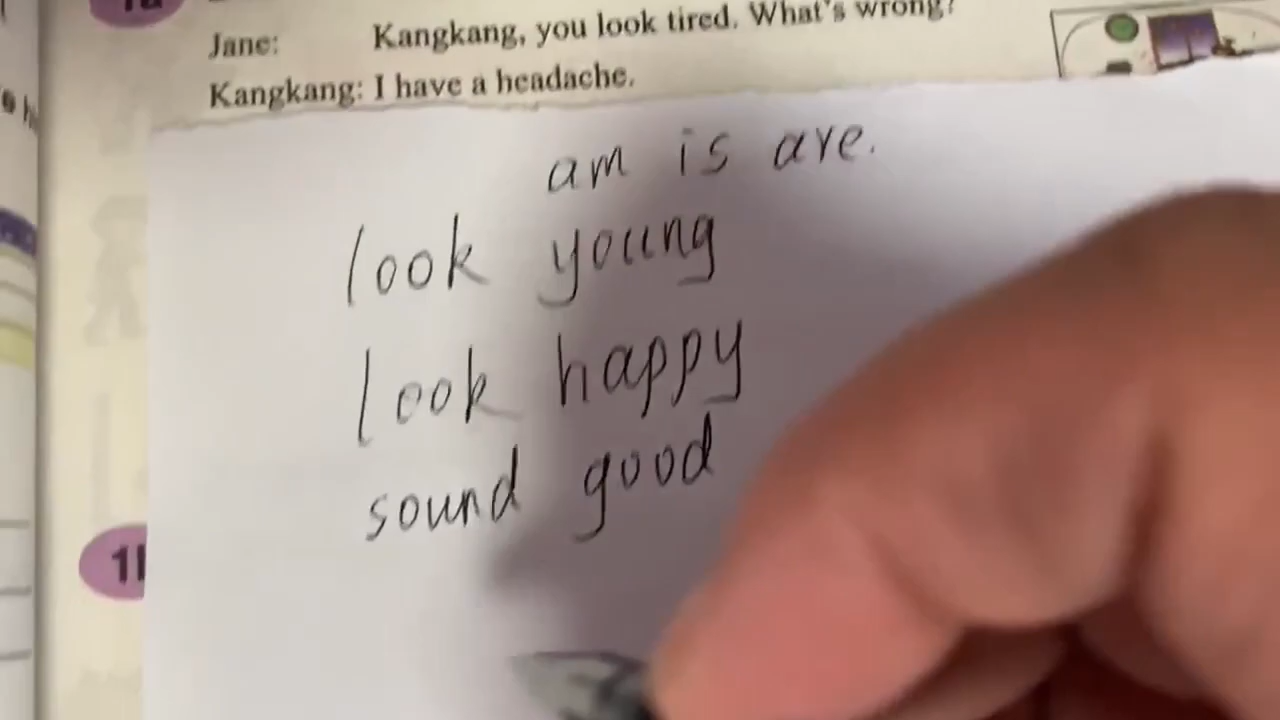 Jane: Kangkang, you look tired. What's wrong?
Kangkang: I have a headache.
am is are.
look young
look happy
sound good